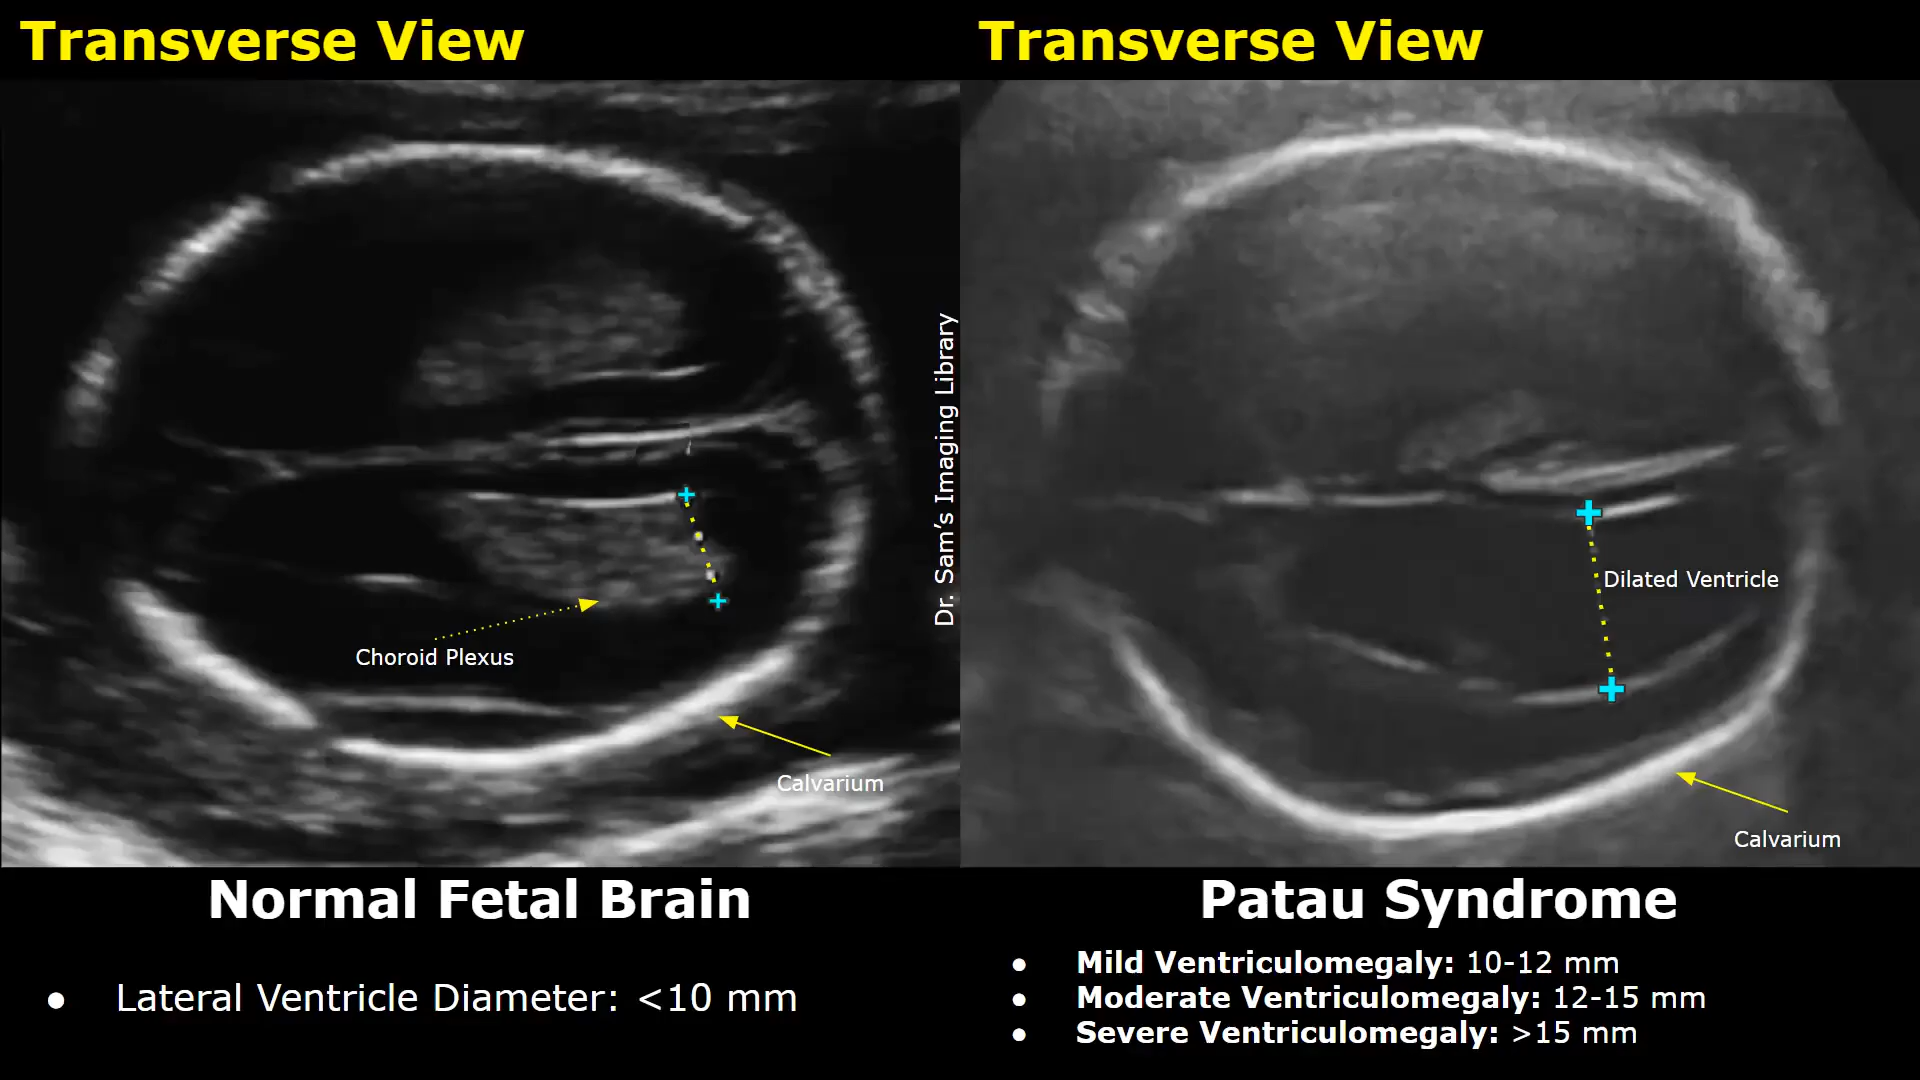 Transverse View
Choroid Plexus
Calvarium
Dr. Sam's Imaging Library
Normal Fetal Brain
● Lateral Ventricle Diameter: <10 mm
Transverse View
Dilated Ventricle
Calvarium
Patau Syndrome
● Mild Ventriculomegaly: 10-12 mm
● Moderate Ventriculomegaly: 12-15 mm
● Severe Ventriculomegaly: >15 mm